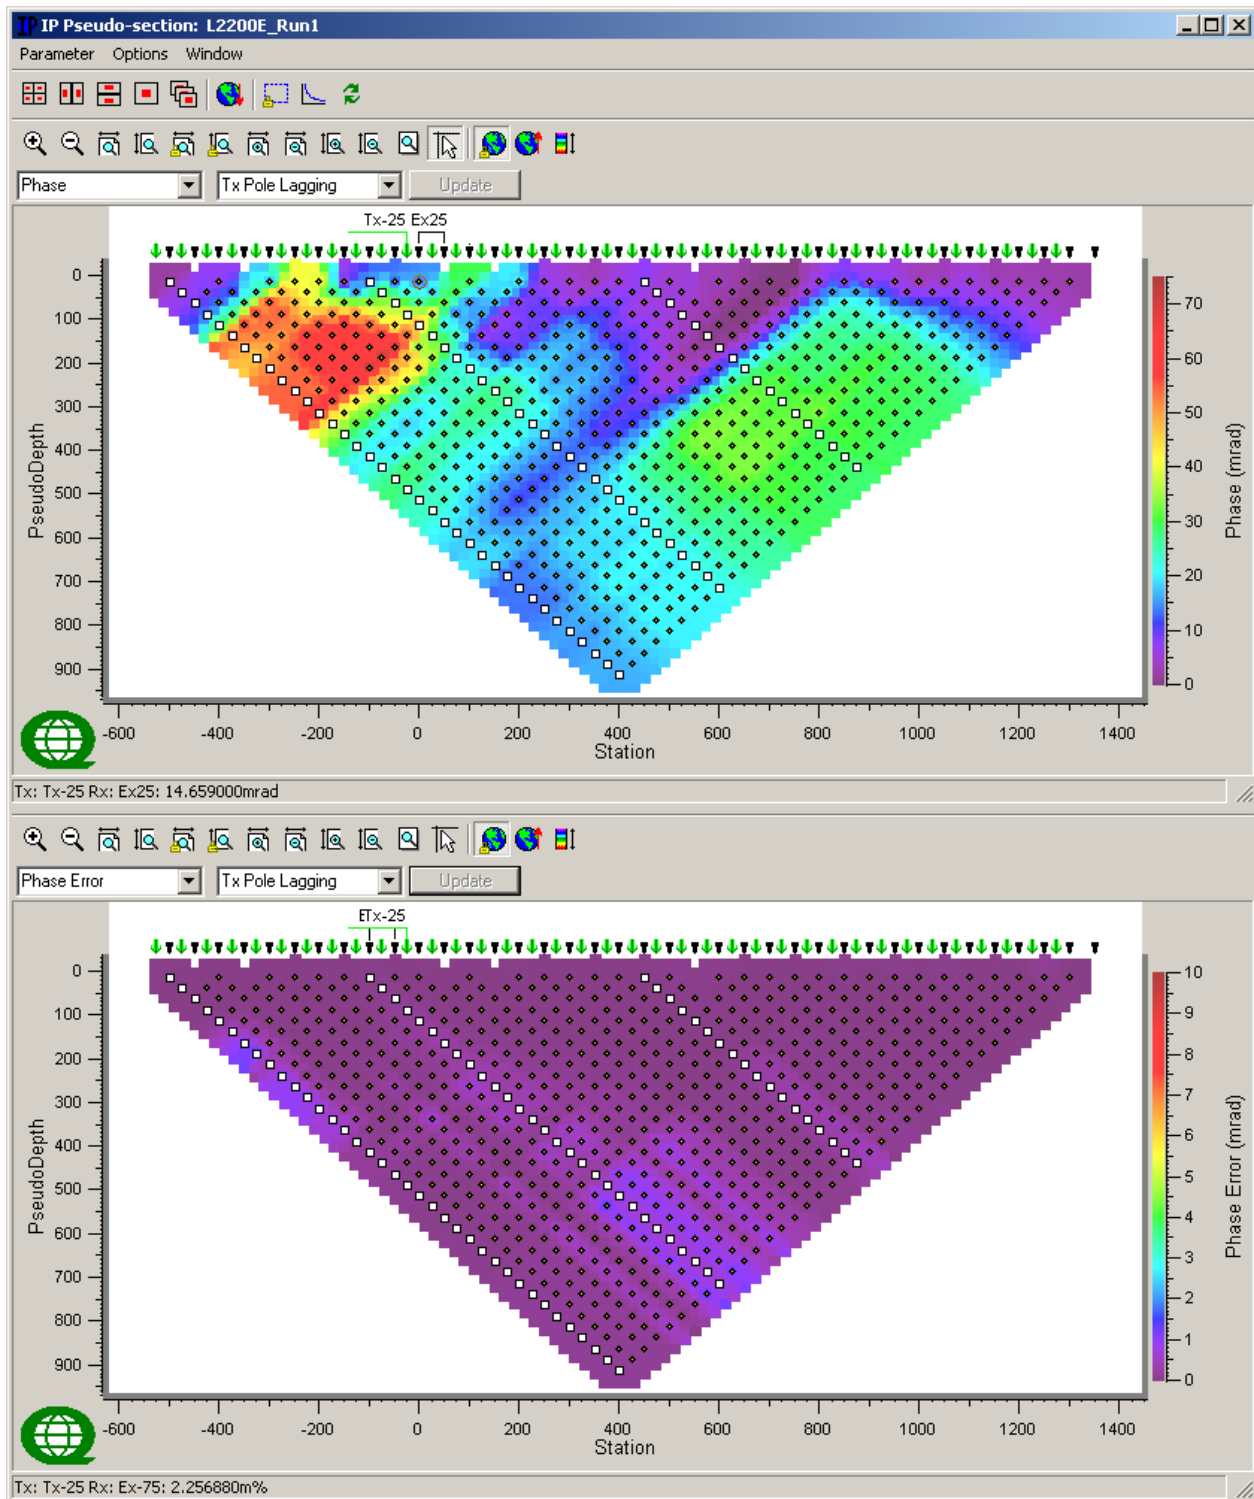 IP IP Pseudo-section: L2200E_Run1
Parameter Options Window
Phase Tx Pole Lagging Update
Tx-25 Ex25
0
100
200
300
400
500
600
700
800
900
PseudoDepth
-600 -400 -200 0 200 400 600 800 1000 1200 1400
Station
70
60
50
40
30
20
10
0
Phase (mrad)
Tx: Tx-25 Rx: Ex25: 14.659000mrad
Phase Error Tx Pole Lagging Update
ETx-25
0
100
200
300
400
500
600
700
800
900
PseudoDepth
-600 -400 -200 0 200 400 600 800 1000 1200 1400
Station
10
9
8
7
6
5
4
3
2
1
0
Phase Error (mrad)
Tx: Tx-25 Rx: Ex-75: 2.256880m%